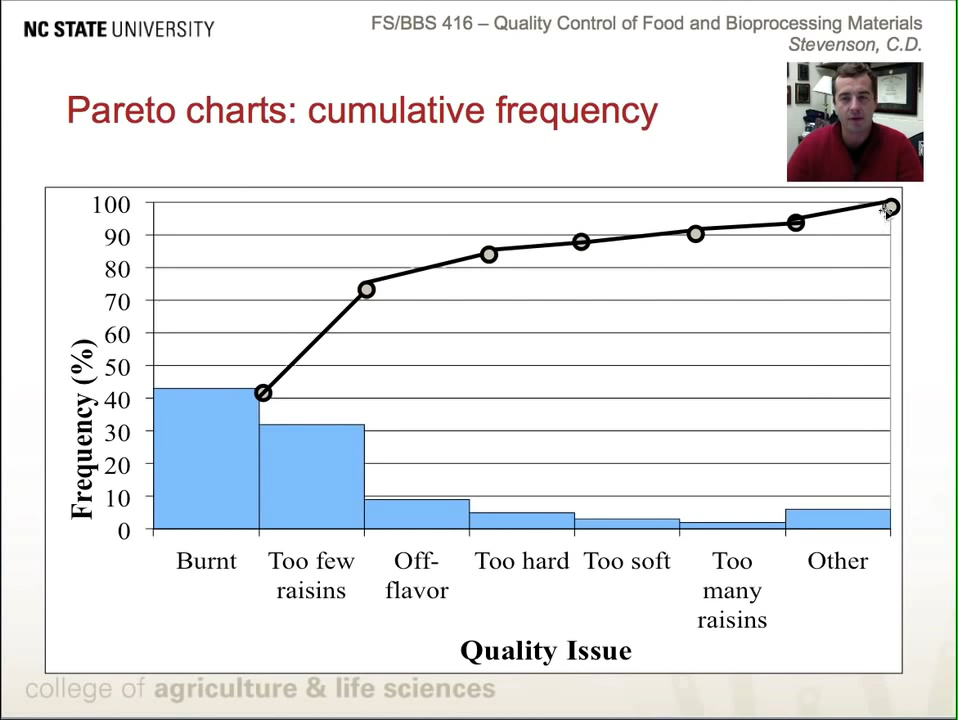 NC STATE UNIVERSITY
FS/BBS 416 – Quality Control of Food and Bioprocessing Materials
Stevenson, C.D.
Pareto charts: cumulative frequency
100
90
80
70
60
50
40
30
20
10
0
Frequency (%)
Burnt
Too few
raisins
Off-
flavor
Too hard
Too soft
Too
many
raisins
Other
Quality Issue
college of agriculture & life sciences